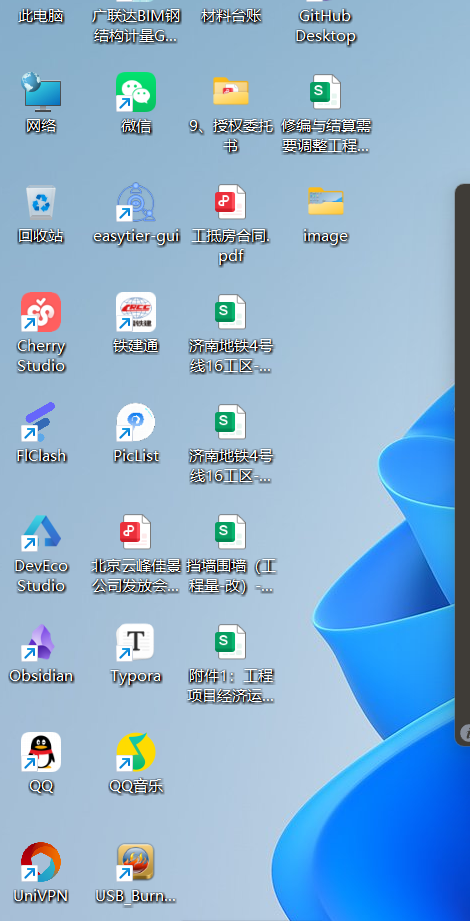 此电脑
广联达BIM钢
结构计量G...
材料台账
GitHub
Desktop
网络
微信
9、授权委托
书
修编与结算需
要调整工程...
回收站
easytier-gui
工抵房合同.
pdf
image
Cherry
Studio
铁建通
济南地铁4号
线16工区-...
FlClash
PicList
济南地铁4号
线16工区-...
DevEco
Studio
北京云峰佳景
公司发放会...
挡墙围墙（工
程量-改）-...
Obsidian
Typora
附件1：工程
项目经济运...
QQ
QQ音乐
UniVPN
USB_Burn...